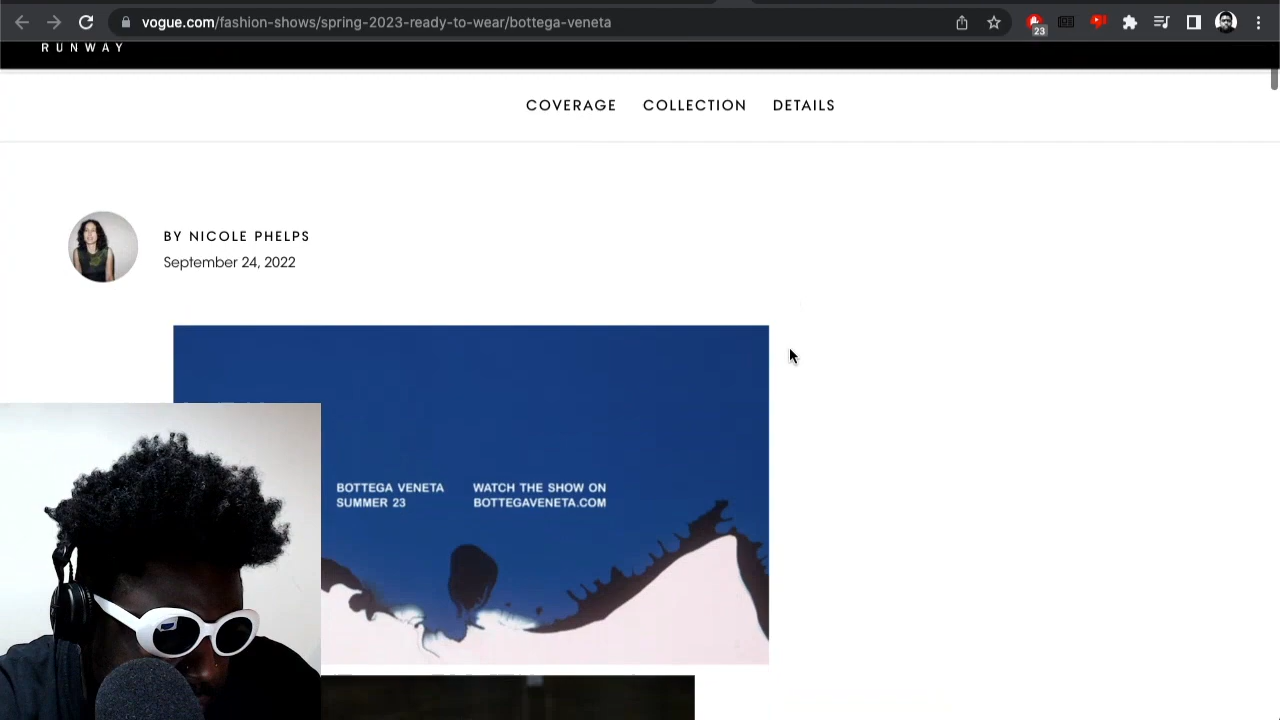 vogue.com/fashion-shows/spring-2023-ready-to-wear/bottega-veneta
23
RUNWAY
COVERAGE COLLECTION DETAILS
BY NICOLE PHELPS
September 24, 2022
BOTTEGA VENETA WATCH THE SHOW ON
SUMMER 23 BOTTEGAVENETA.COM